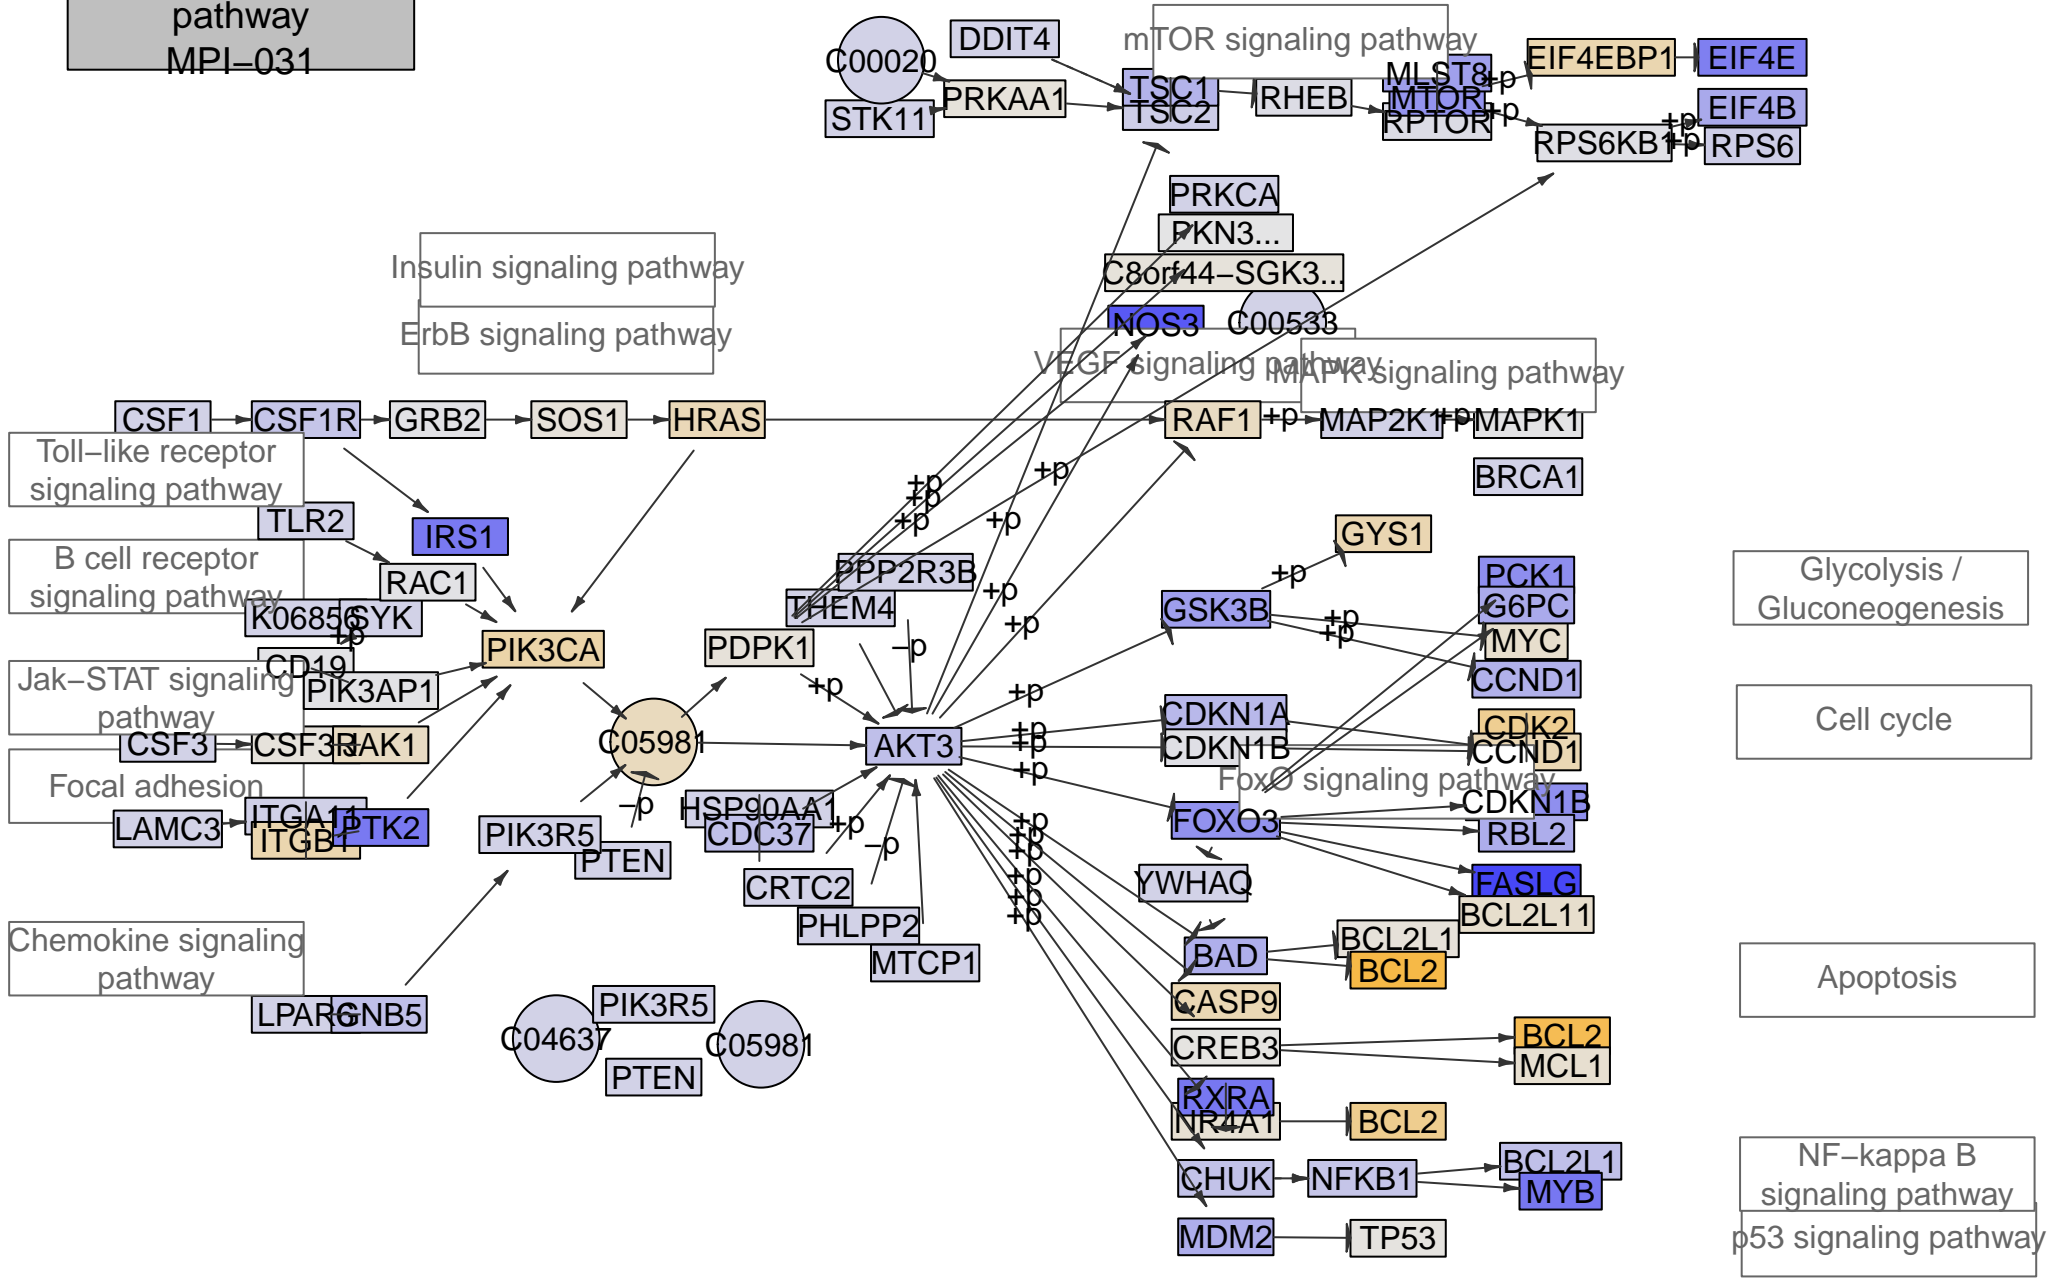 pathway
MPI−031
C00020
DDIT4
STK11
PRKAA1
mTOR signaling pathway
TSC1
TSC2
RHEB
MLST8
MTOR
RPTOR
+p
+p
EIF4EBP1
EIF4E
EIF4B
RPS6KB1
+p
+p
RPS6
PRKCA
PKN3...
C8orf44−SGK3...
NOS3
C00533
Insulin signaling pathway
ErbB signaling pathway
VEGF signaling pathway
MAPK signaling pathway
CSF1
CSF1R
GRB2
SOS1
HRAS
RAF1
+p
MAP2K1
+p
MAPK1
BRCA1
Toll−like receptor
signaling pathway
TLR2
IRS1
RAC1
B cell receptor
signaling pathway
K06856
SYK
+p
CD19
PIK3AP1
PIK3CA
PDPK1
THEM4
PPP2R3B
+p
+p
+p
+p
+p
+p
+p
−p
+p
+p
+p
+p
+p
GYS1
+p
GSK3B
+p
+p
PCK1
G6PC
MYC
CCND1
Glycolysis /
Gluconeogenesis
Jak−STAT signaling
pathway
CSF3
CSF3R
JAK1
C05981
AKT3
CDKN1A
CDKN1B
CDK2
CCND1
Cell cycle
FoxO signaling pathway
Focal adhesion
LAMC3
ITGA11
ITGB1
PTK2
PIK3R5
−p
PTEN
HSP90AA1
CDC37
+p
−p
CRTC2
PHLPP2
MTCP1
+p
+p
+p
+p
+p
+p
FOXO3
CDKN1B
RBL2
YWHAQ
FASLG
BCL2L11
BAD
BCL2L1
BCL2
CASP9
Apoptosis
Chemokine signaling
pathway
LPAR6
GNB5
C04637
PIK3R5
C05981
PTEN
CREB3
BCL2
MCL1
RXRA
NR4A1
BCL2
CHUK
NFKB1
BCL2L1
MYB
NF−kappa B
signaling pathway
MDM2
TP53
p53 signaling pathway